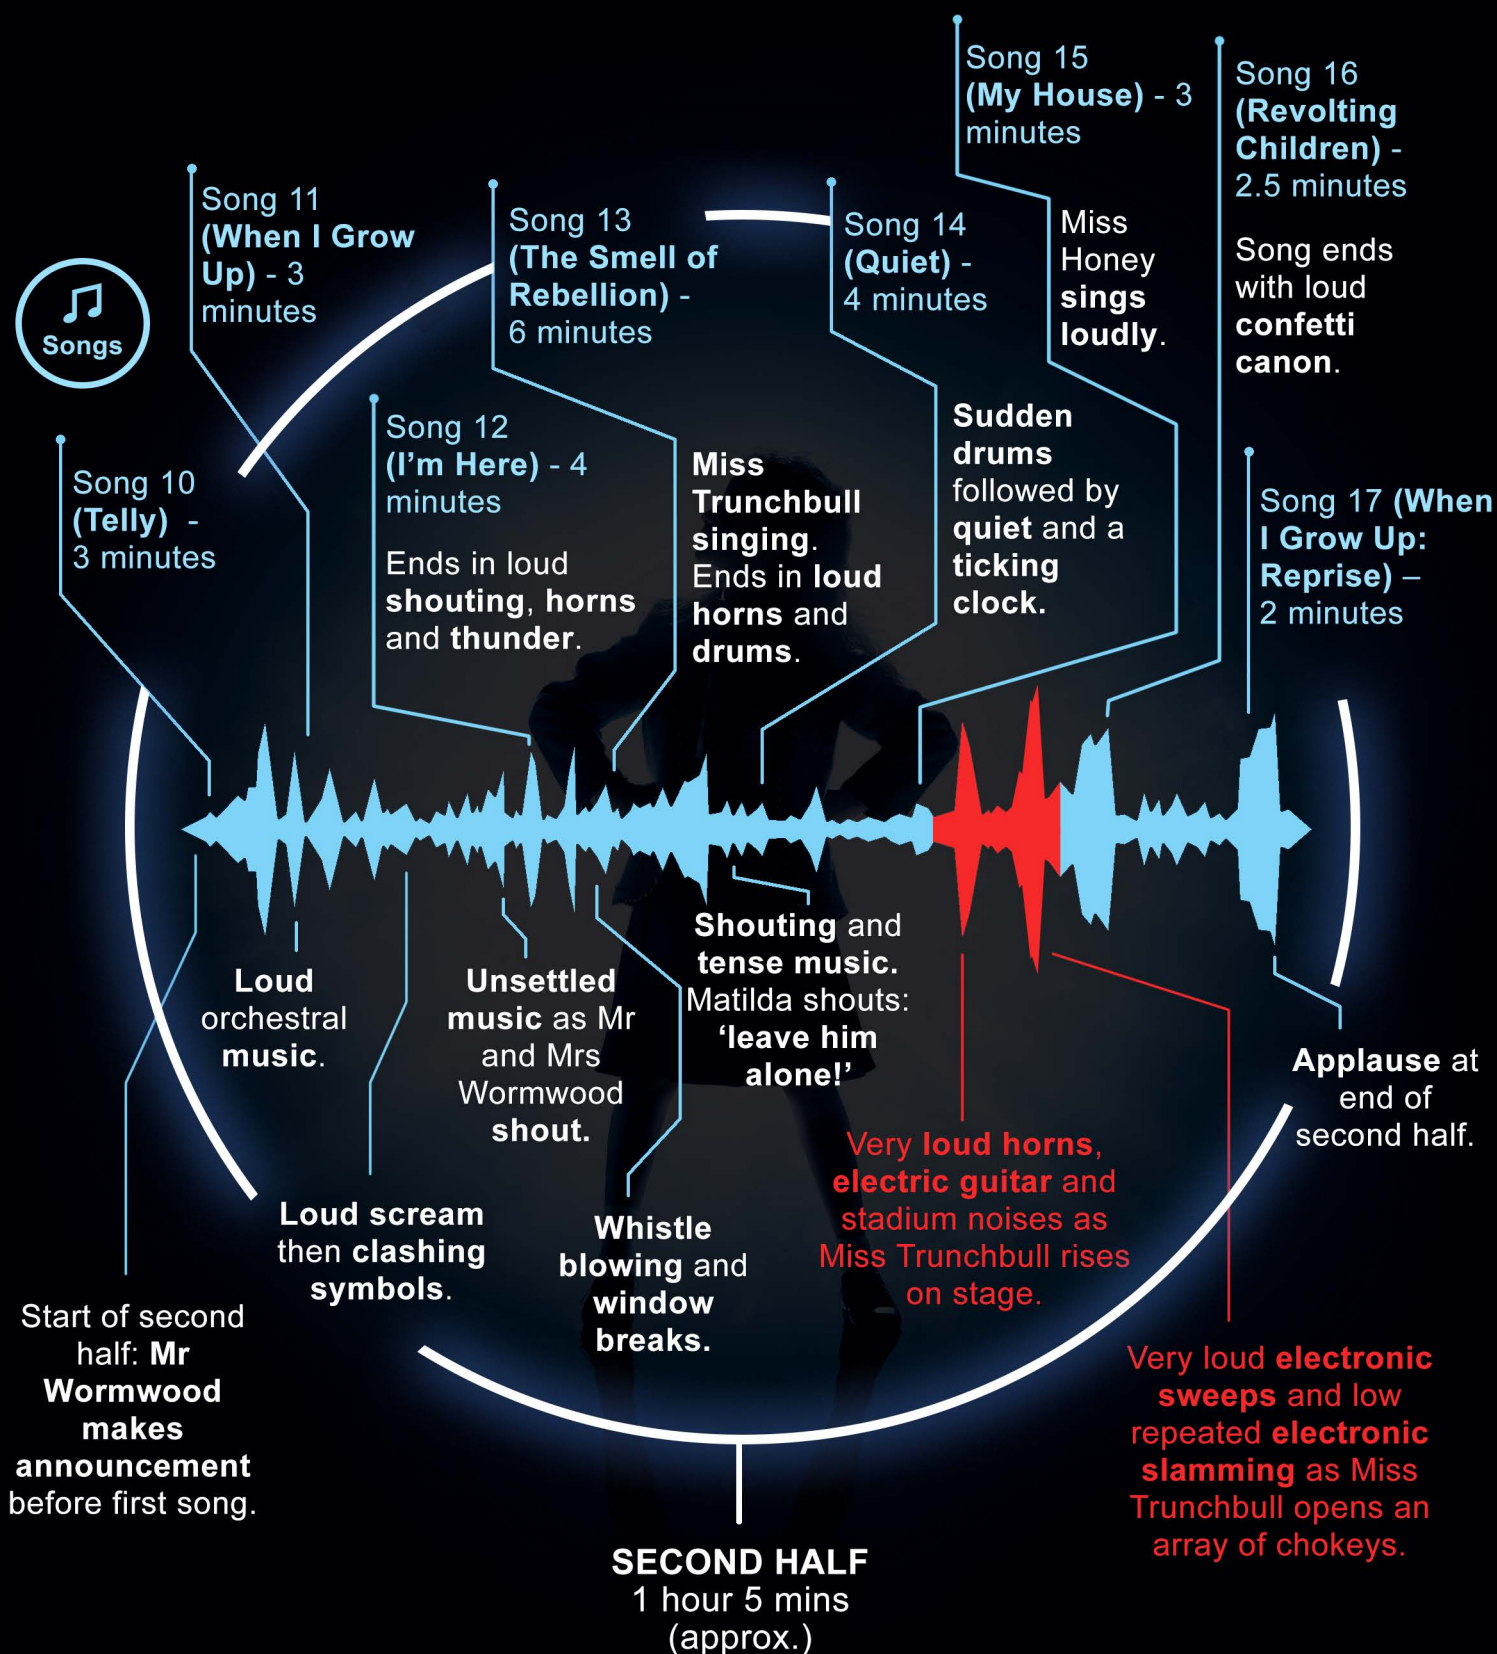 Song 15
(My House) - 3
minutes
Miss
Honey
sings
loudly.
Song 16
(Revolting
Children) -
2.5 minutes
Song ends
with loud
confetti
canon.
Song 11
(When I Grow
Up) - 3
minutes
Song 13
(The Smell of
Rebellion) -
6 minutes
Miss
Trunchbull
singing.
Ends in loud
horns and
drums.
Song 14
(Quiet) -
4 minutes
Sudden
drums
followed by
quiet and a
ticking
clock.
Songs
Song 10
(Telly) -
3 minutes
Song 12
(I'm Here) - 4
minutes
Ends in loud
shouting, horns
and thunder.
Song 17 (When
I Grow Up:
Reprise) –
2 minutes
Loud
orchestral
music.
Unsettled
music as Mr
and Mrs
Wormwood
shout.
Shouting and
tense music.
Matilda shouts:
‘leave him
alone!’
Applause at
end of
second half.
Very loud horns,
electric guitar and
stadium noises as
Miss Trunchbull rises
on stage.
Loud scream
then clashing
symbols.
Whistle
blowing and
window
breaks.
Start of second
half: Mr
Wormwood
makes
announcement
before first song.
Very loud electronic
sweeps and low
repeated electronic
slamming as Miss
Trunchbull opens an
array of chokeys.
SECOND HALF
1 hour 5 mins
(approx.)